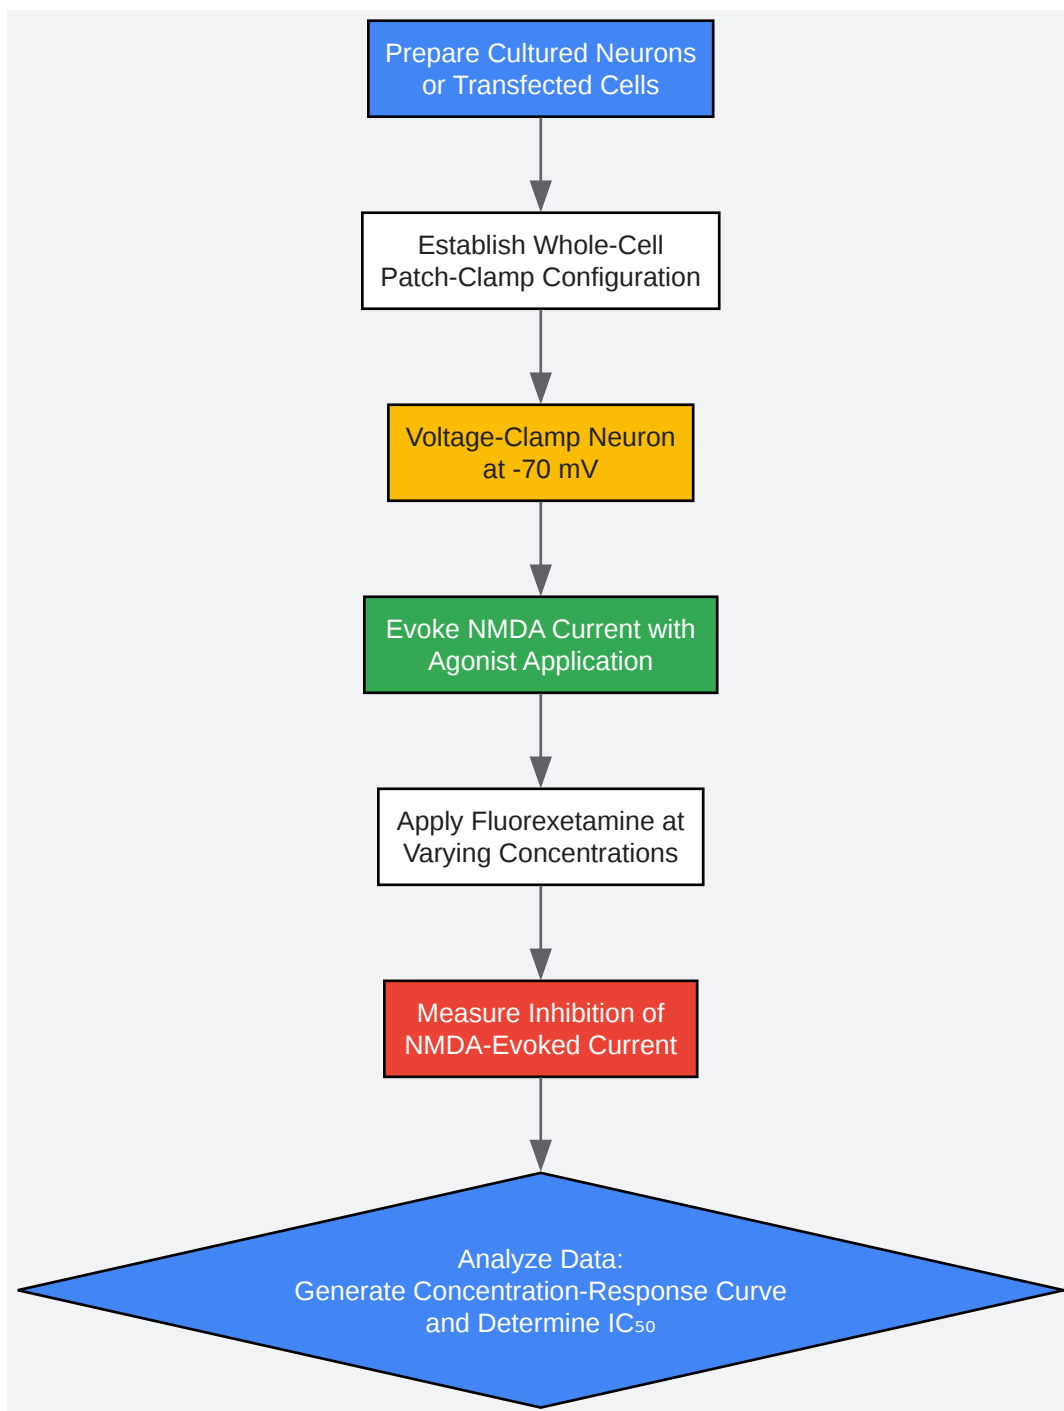 Prepare Cultured Neurons
or Transfected Cells
Establish Whole-Cell
Patch-Clamp Configuration
Voltage-Clamp Neuron
at -70 mV
Evoke NMDA Current with
Agonist Application
Apply Fluorexetamine at
Varying Concentrations
Measure Inhibition of
NMDA-Evoked Current
Analyze Data:
Generate Concentration-Response Curve
and Determine IC₅₀